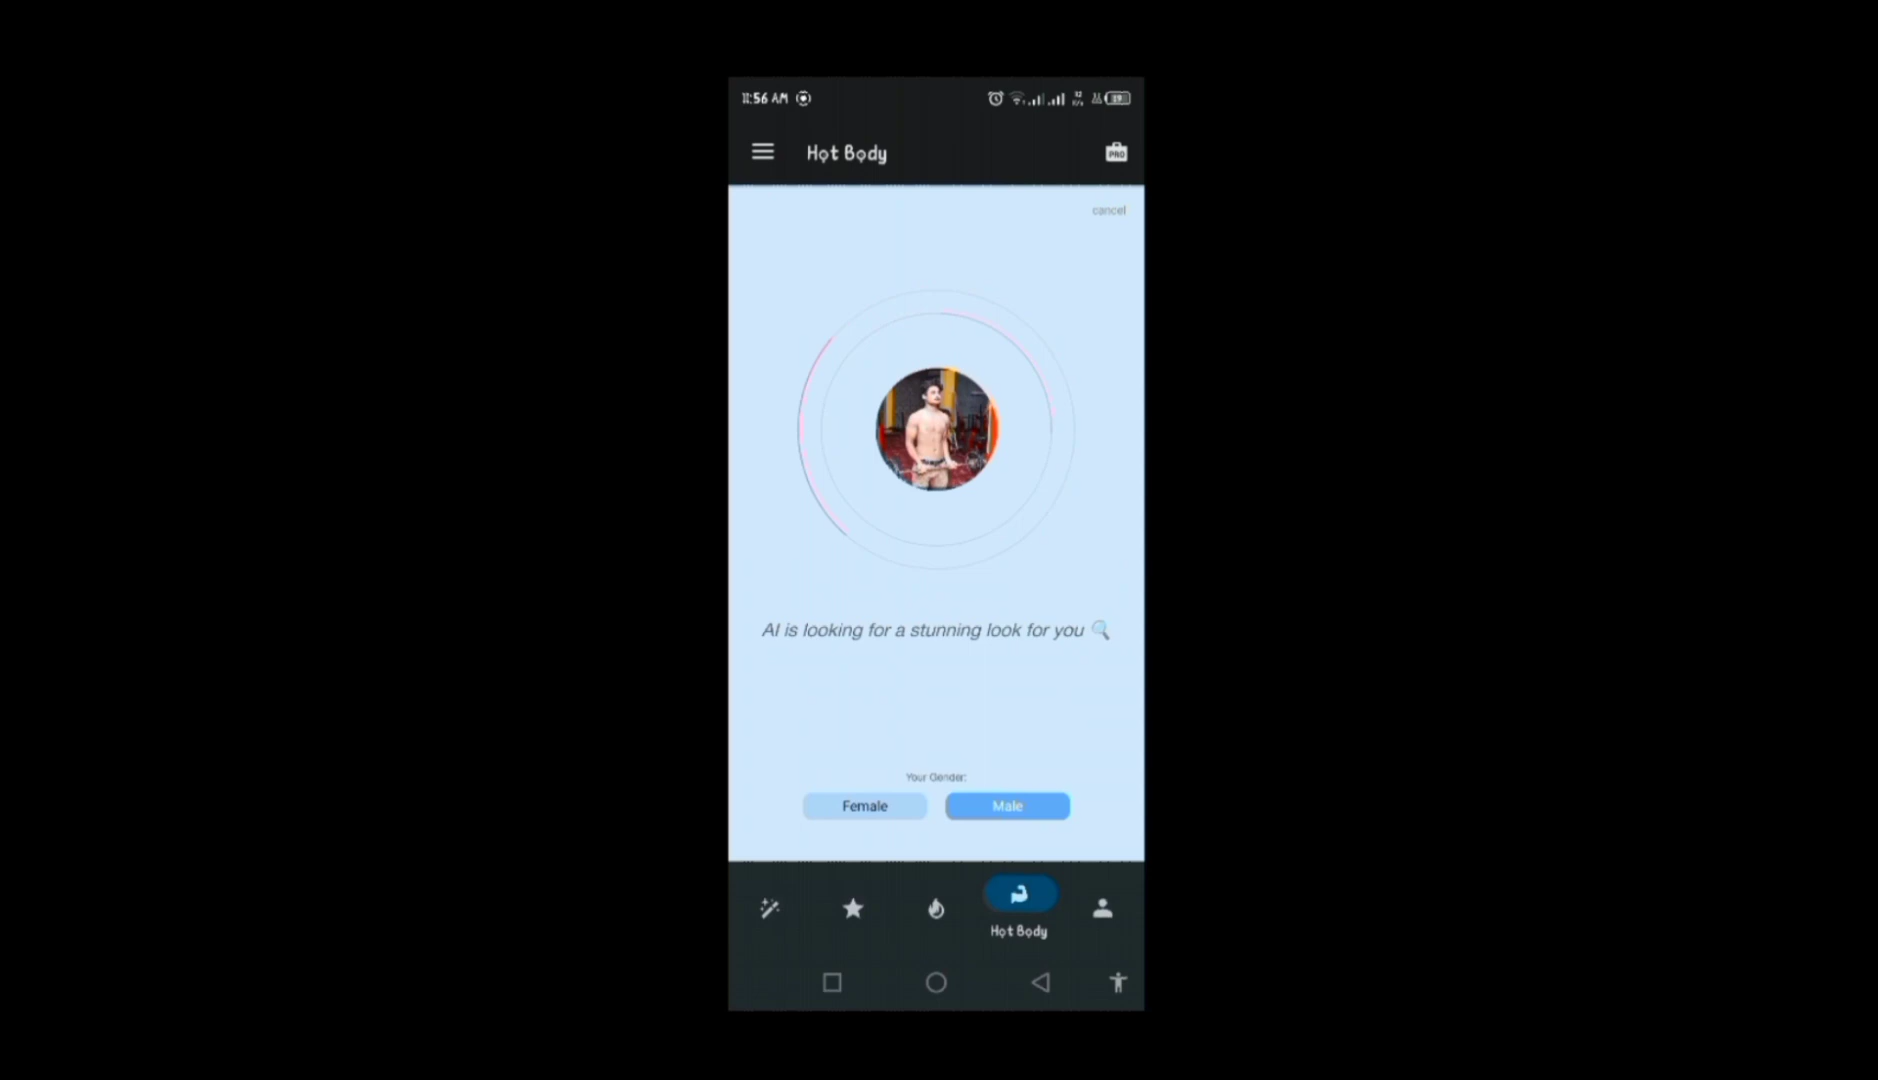 11:56 AM
Hot Body
PRO
cancel
AI is looking for a stunning look for you
Your Gender:
Female
Male
Hot Body